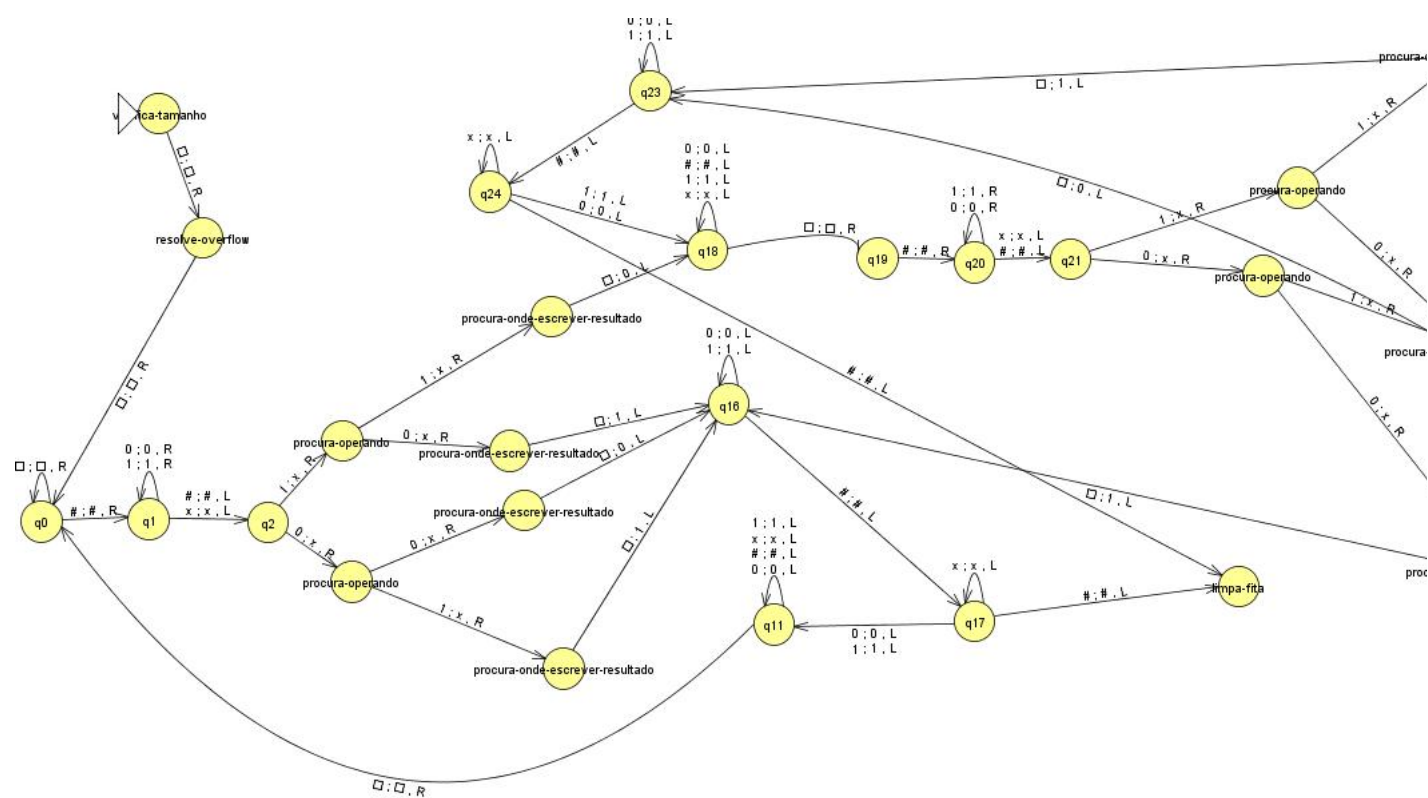 0 ; 0 , L
1 ; 1 , L
procura-
□ ; 1 , L
q23
1 ; x , R
ca-tamanho
x ; x , L
# ; # , L
0 ; 0 , L
# ; # , L
1 ; 1 , L
x ; x , L
□ ; □ , R
q24
1 ; 1 , L
0 ; 0 , L
1 ; 1 , R
0 ; 0 , R
□ ; 0 , L
procura-operando
1 ; x , R
resolve-overflow
q18
□ ; □ , R
q19
# ; # , R
q20
x ; x , L
# ; # , L
q21
0 ; x , R
procura-operando
0 ; x , R
1 ; x , R
□ ; 0 , L
procura-onde-escrever-resultado
procura-
0 ; 0 , L
1 ; 1 , L
1 ; x , R
# ; # , L
□ ; □ , R
q16
0 ; x , R
procura-operando
0 ; x , R
□ ; 1 , L
procura-onde-escrever-resultado
□ ; 0 , L
0 ; 0 , R
1 ; 1 , R
□ ; □ , R
q0
# ; # , R
q1
# ; # , L
x ; x , L
q2
1 ; x , R
procura-onde-escrever-resultado
# ; # , L
□ ; 1 , L
0 ; x , R
0 ; x , R
□ ; 1 , L
1 ; 1 , L
x ; x , L
# ; # , L
0 ; 0 , L
x ; x , L
proc
procura-operando
limpa-fita
# ; # , L
1 ; x , R
q11
0 ; 0 , L
1 ; 1 , L
q17
procura-onde-escrever-resultado
□ ; □ , R